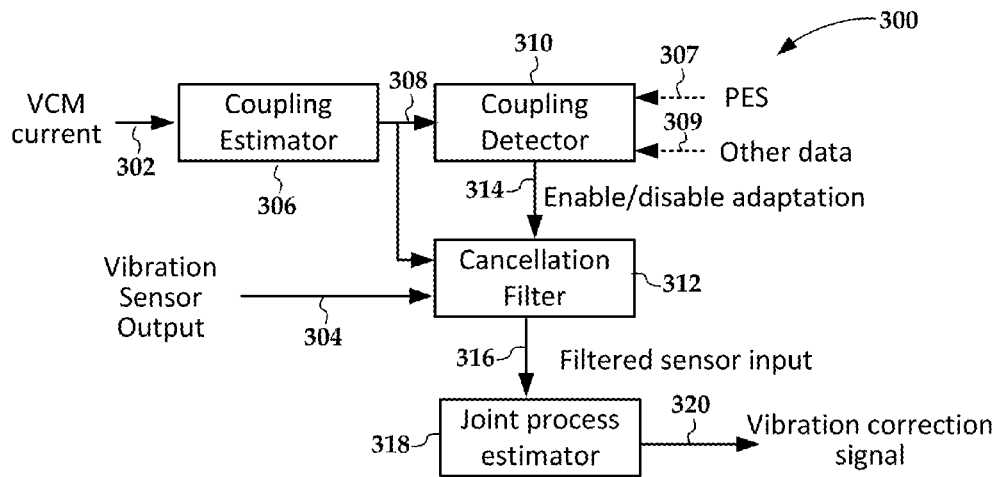 300
310
307
VCM
current
302
Coupling
Estimator
306
308
Coupling
Detector
PES
309
Other data
314
Enable/disable adaptation
Vibration
Sensor
Output
304
Cancellation
Filter
312
316
Filtered sensor input
318
Joint process
estimator
320
Vibration correction
signal